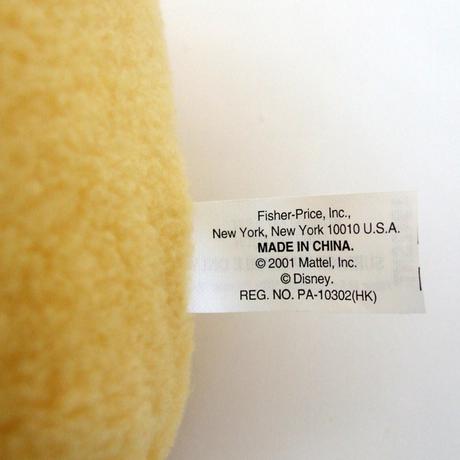 Fisher-Price, Inc.,
New York, New York 10010 U.S.A.
MADE IN CHINA.
© 2001 Mattel, Inc.
© Disney.
REG. NO. PA-10302(HK)